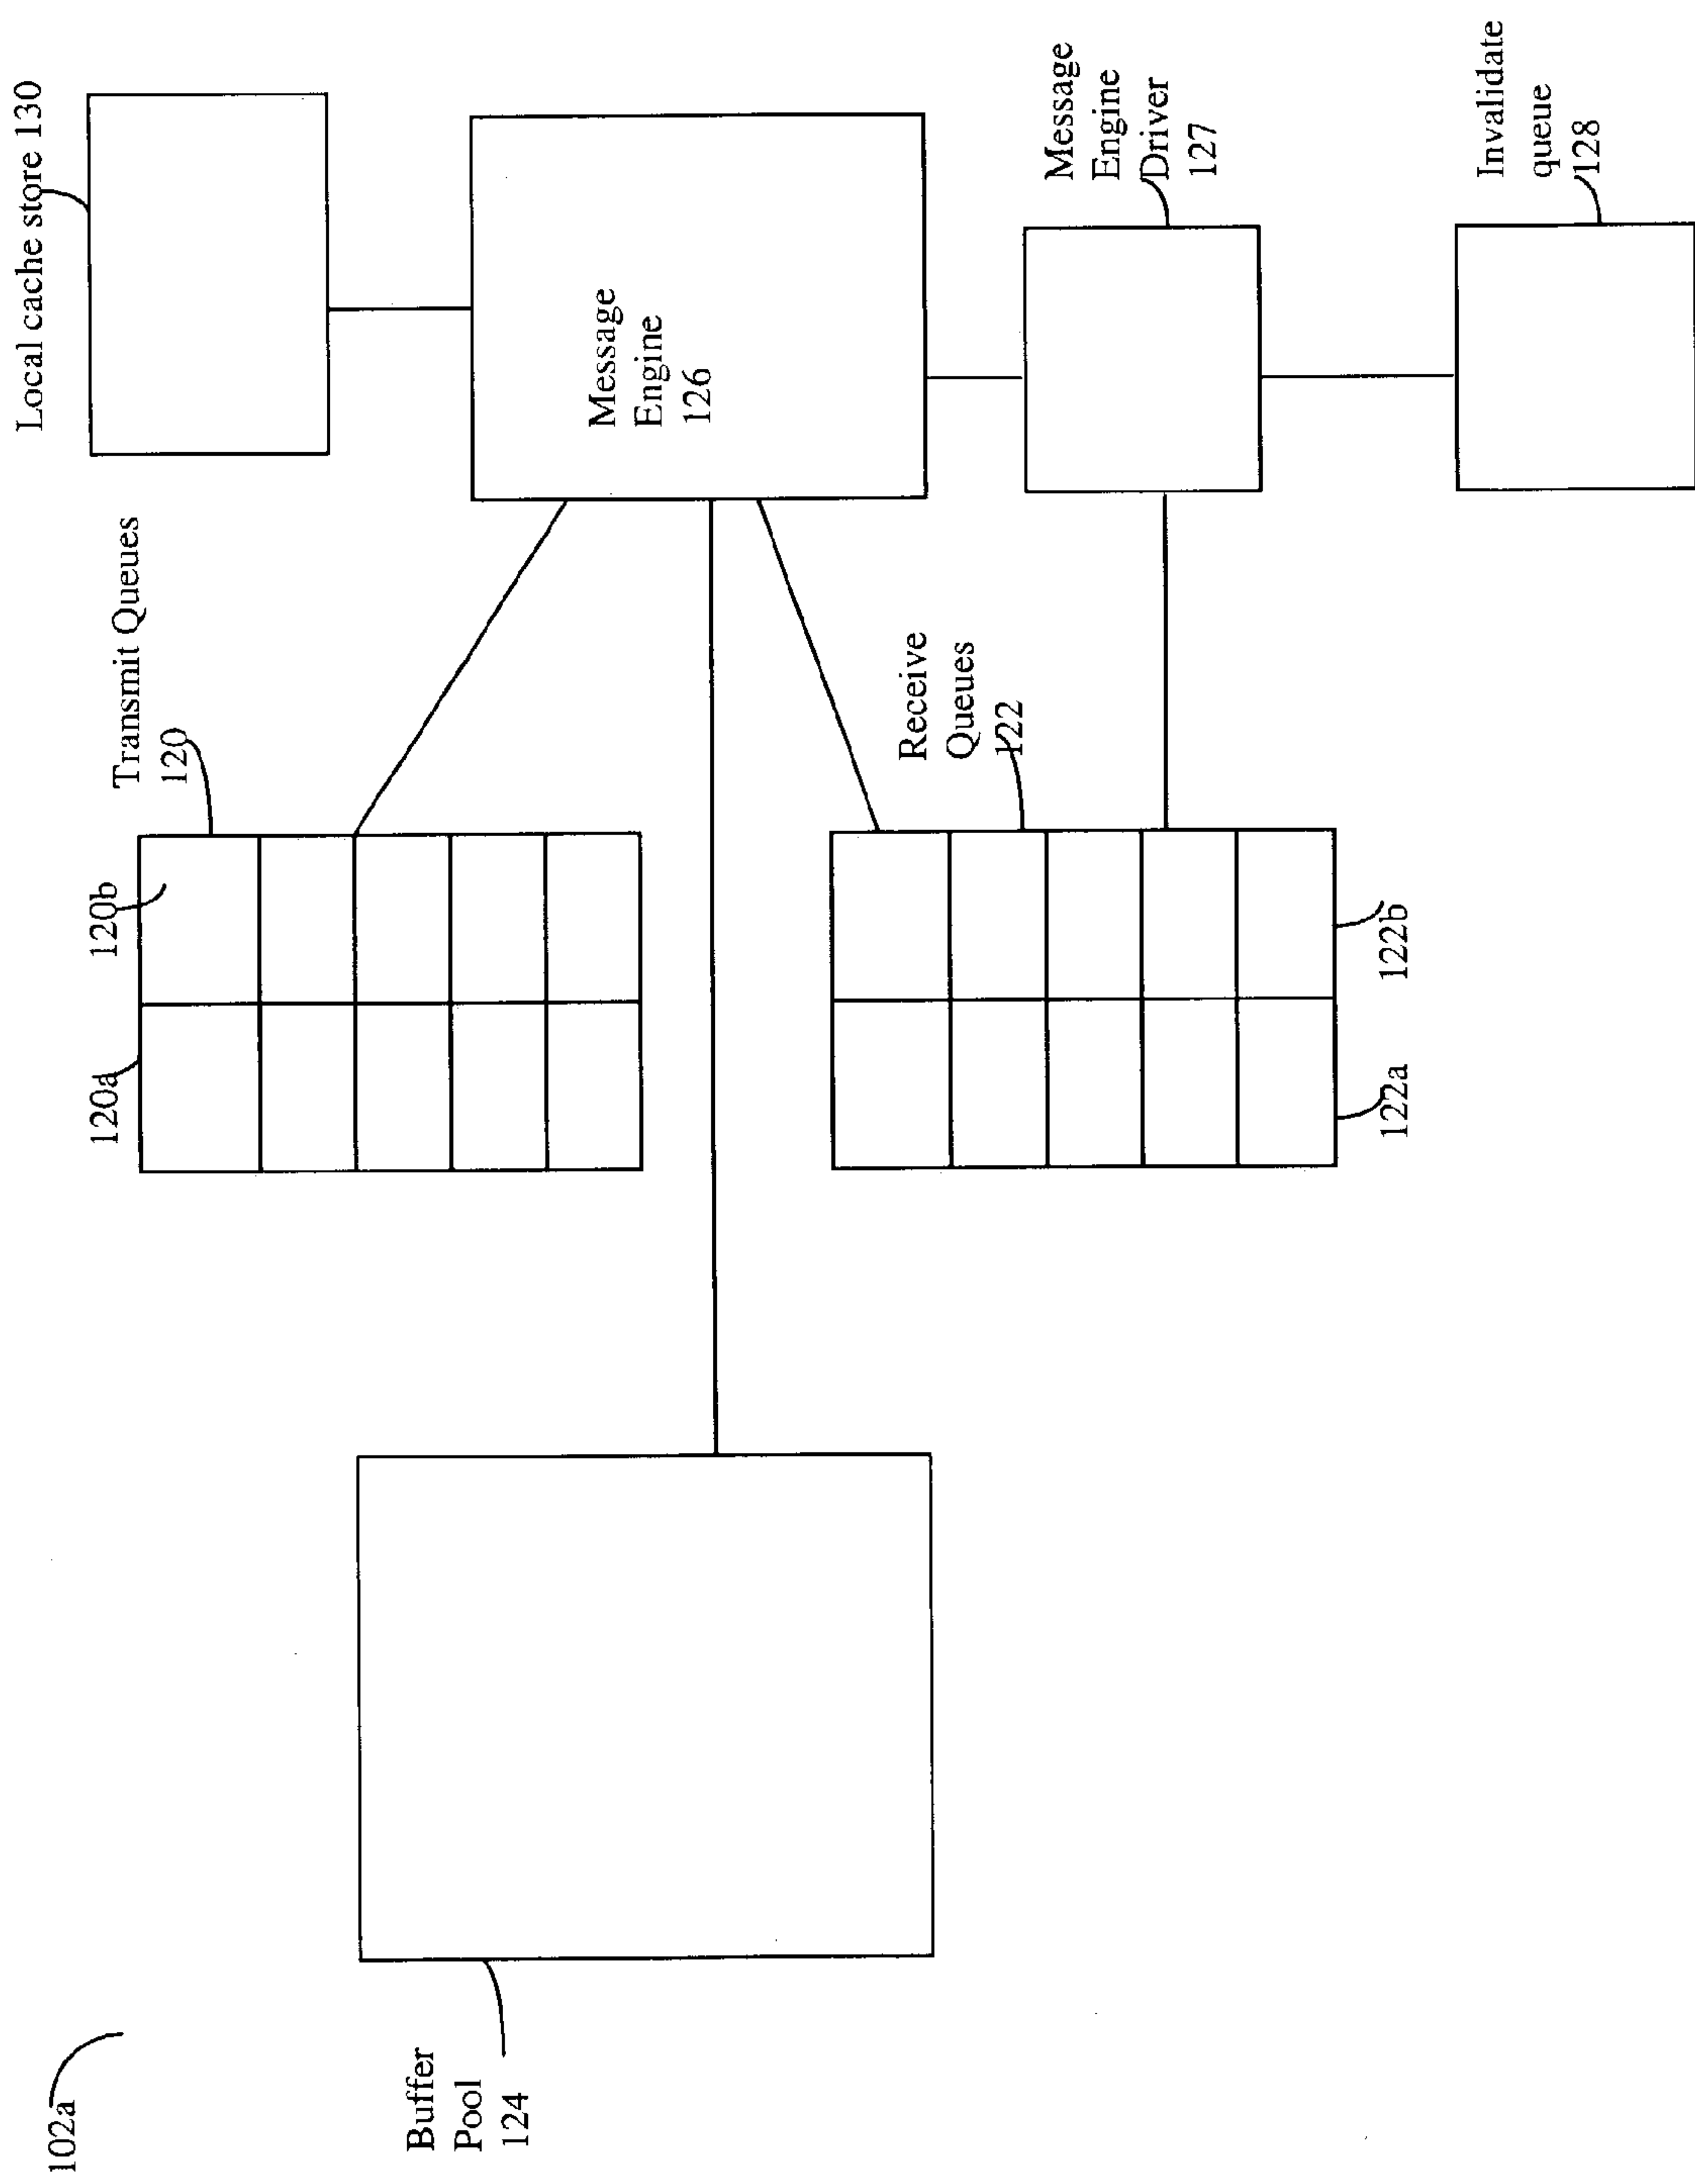 102a
Buffer
Pool
124
120a
120b
Transmit Queues
120
Local cache store 130
Message
Engine
126
Receive
Queues
122
122a
122b
Message
Engine
Driver
127
Invalidate
queue
128